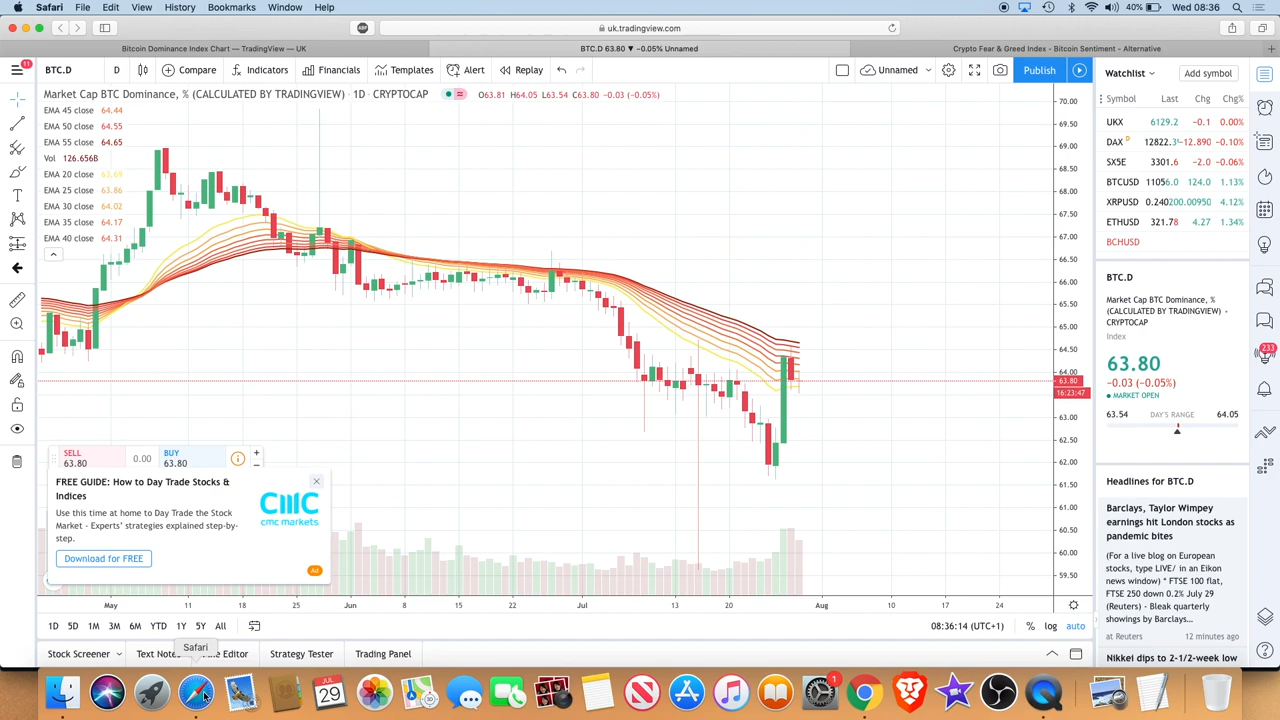 Safari File Edit View History Bookmarks Window Help
40% Wed 08:36
uk.tradingview.com
Bitcoin Dominance Index Chart — TradingView — UK
BTC.D 63.80 ▼ −0.05% Unnamed
Crypto Fear & Greed Index - Bitcoin Sentiment - Alternative
11
BTC.D D Compare Indicators Financials Templates Alert Replay Unnamed Publish
Market Cap BTC Dominance, % (CALCULATED BY TRADINGVIEW) · 1D · CRYPTOCAP O63.81 H64.05 L63.54 C63.80 −0.03 (−0.05%)
EMA 45 close 64.44
EMA 50 close 64.55
EMA 55 close 64.65
Vol 126.656B
EMA 20 close 63.69
EMA 25 close 63.86
EMA 30 close 64.02
EMA 35 close 64.17
EMA 40 close 64.31
70.00
69.50
69.00
68.50
68.00
67.50
67.00
66.50
66.00
65.50
65.00
64.50
64.00
63.80
16:23:47
63.00
62.50
62.00
61.50
61.00
60.50
60.00
59.50
SELL
63.80
0.00
BUY
63.80
FREE GUIDE: How to Day Trade Stocks &
Indices
Use this time at home to Day Trade the
Stock Market - Experts' strategies explained step-by-
step.
Download for FREE
cmc markets
Ad
May 11 18 25 Jun 8 15 22 Jul 13 20 Aug 17 24
1D 5D 1M 3M 6M YTD 1Y 5Y All
08:36:14 (UTC+1) % log auto
Safari
Stock Screener Text Notes Editor Strategy Tester Trading Panel
Watchlist Add symbol
Symbol Last Chg Chg%
UKX 6129.2 −0.1 0.00%
DAX D 12822.3 −12.890 −0.10%
SX5E 3301.6 −2.0 −0.06%
BTCUSD 11056.0 124.0 1.13%
XRPUSD 0.240200.00950 4.12%
ETHUSD 321.78 4.27 1.34%
BCHUSD
BTC.D
Market Cap BTC Dominance, %
(CALCULATED BY TRADINGVIEW) •
CRYPTOCAP
Index
63.80
−0.03 (−0.05%)
MARKET OPEN
63.54 DAY'S RANGE 64.05
Headlines for BTC.D
Barclays, Taylor Wimpey
earnings hit London stocks as
pandemic bites
(For a live blog on European
stocks, type LIVE/ in an Eikon
news window) * FTSE 100 flat,
FTSE 250 down 0.2% July 29
(Reuters) - Bleak quarterly
showings by Barclays...
at Reuters 12 minutes ago
Nikkei dips to 2-1/2-week low
233
JUL
29
1